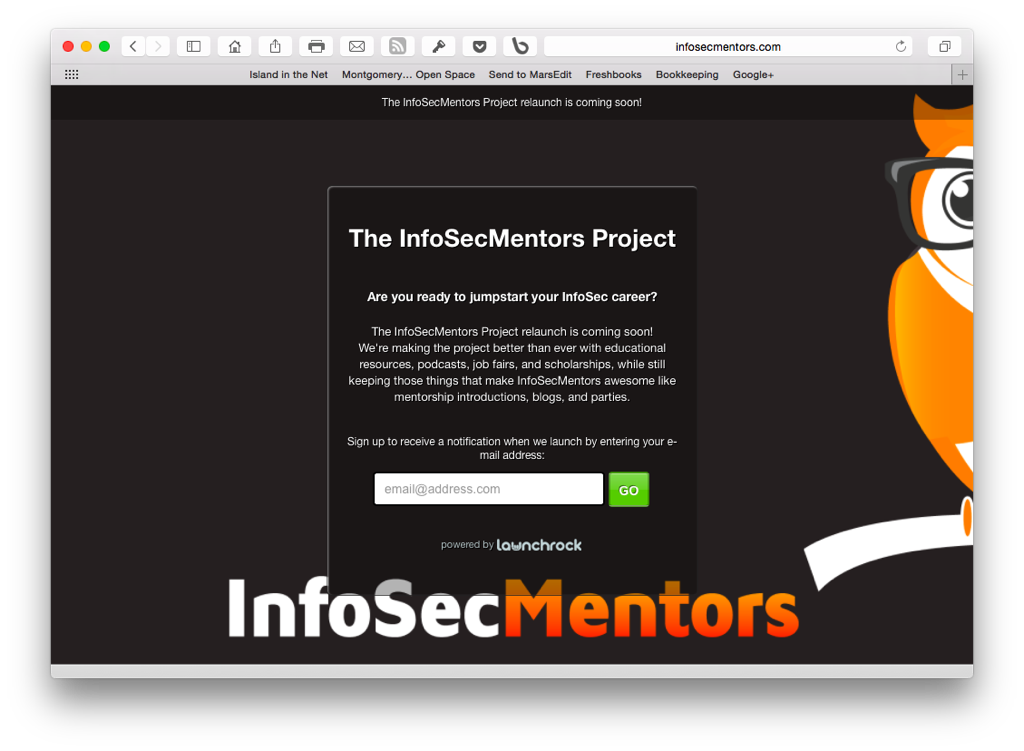 infosecmentors.com
Island in the Net Montgomery... Open Space Send to MarsEdit Freshbooks Bookkeeping Google+
The InfoSecMentors Project relaunch is coming soon!
The InfoSecMentors Project
Are you ready to jumpstart your InfoSec career?
The InfoSecMentors Project relaunch is coming soon!
We're making the project better than ever with educational
resources, podcasts, job fairs, and scholarships, while still
keeping those things that make InfoSecMentors awesome like
mentorship introductions, blogs, and parties.
Sign up to receive a notification when we launch by entering your e-
mail address:
email@address.com GO
powered by launchrock
InfoSecMentors